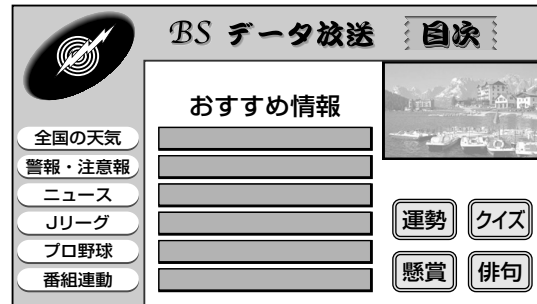 BS データ放送 目次
おすすめ情報
全国の天気
警報・注意報
ニュース
Jリーグ
プロ野球
番組連動
運勢 クイズ
懸賞 俳句